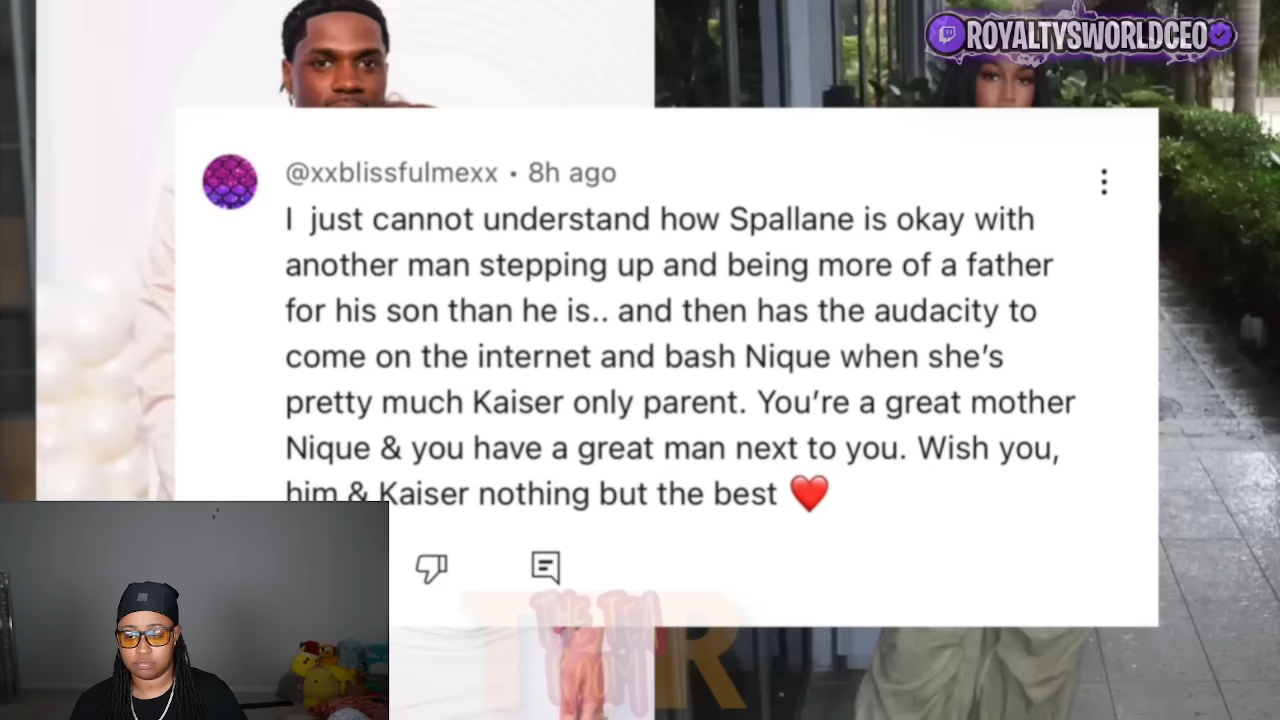 ROYALTYSWORLDCEO
@xxblissfulmexx • 8h ago
I  just cannot understand how Spallane is okay with
another man stepping up and being more of a father
for his son than he is.. and then has the audacity to
come on the internet and bash Nique when she’s
pretty much Kaiser only parent. You’re a great mother
Nique & you have a great man next to you. Wish you,
him & Kaiser nothing but the best ❤️